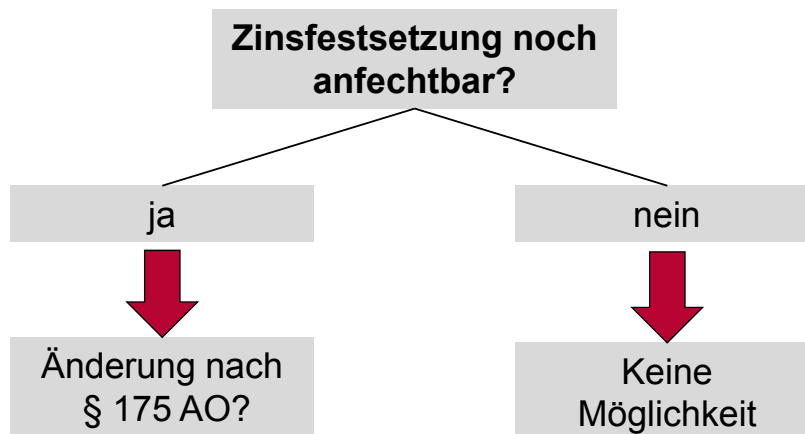 Zinsfestsetzung noch
anfechtbar?
ja
nein
Änderung nach
§ 175 AO?
Keine
Möglichkeit